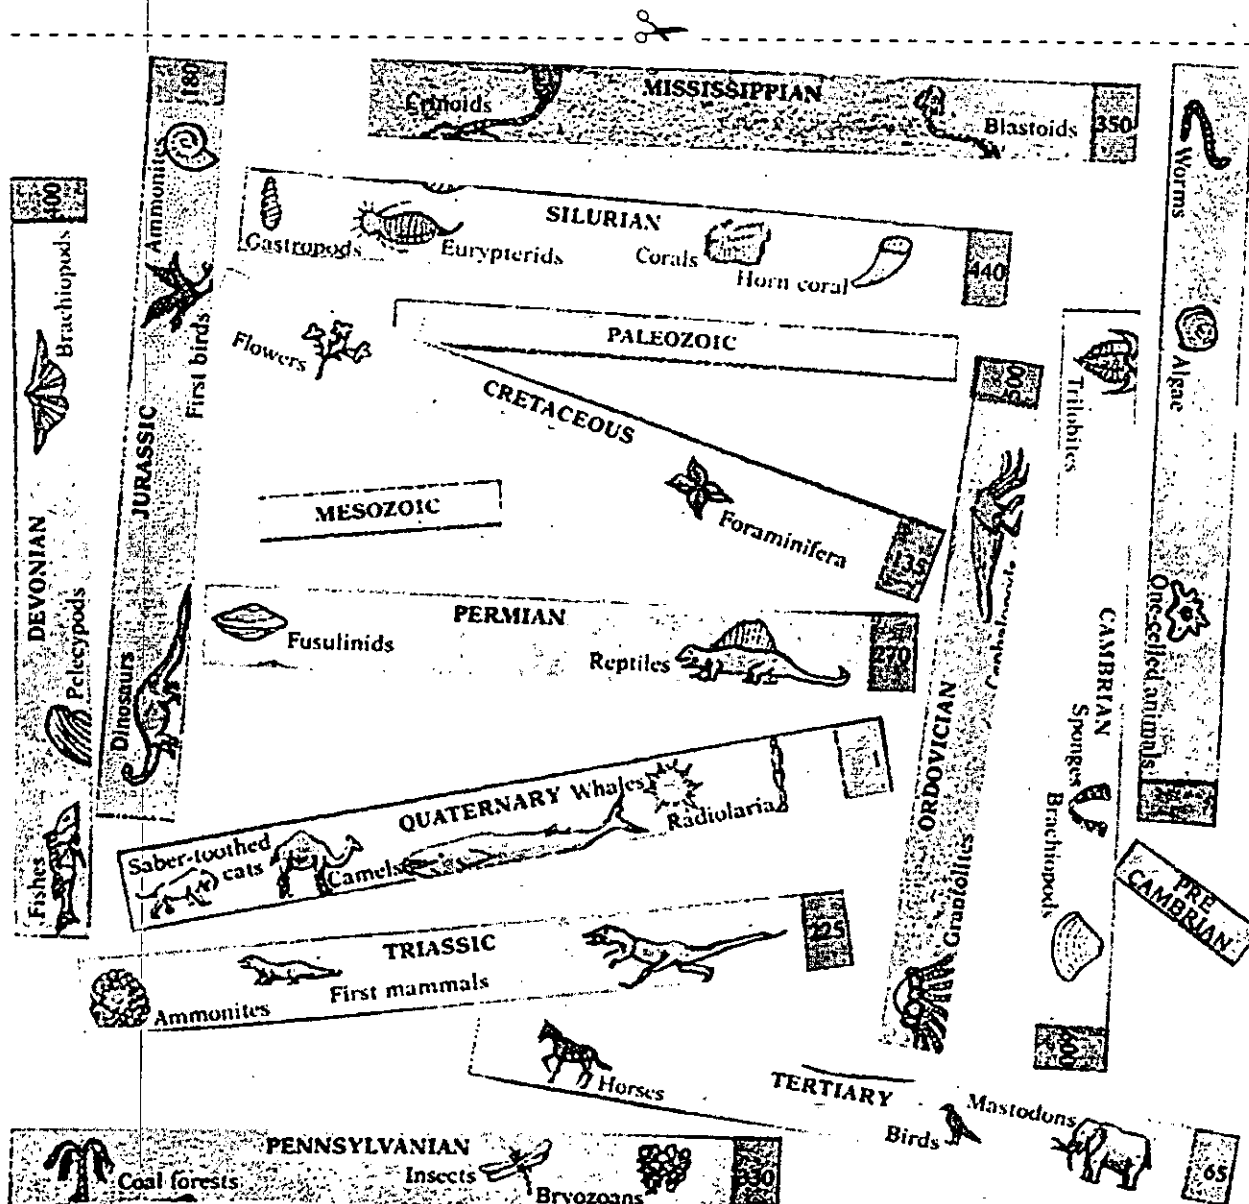 180
Ammonites
First birds
JURASSIC
Dinosaurs
MISSISSIPPIAN
Crinoids
Blastoids
350
Worms
Algae
One-celled animals
400
Brachiopods
DEVONIAN
Pelecypods
Fishes
SILURIAN
Gastropods
Eurypterids
Corals
Horn coral
440
PALEOZOIC
Flowers
CRETACEOUS
Foraminifera
135
MESOZOIC
500
ORDOVICIAN
Graptolites
Trilobites
CAMBRIAN
Sponges
Brachiopods
600
PERMIAN
Fusulinids
Reptiles
270
QUATERNARY
Saber-toothed
cats
Camels
Whales
Radiolaria
1
PRE
CAMBRIAN
TRIASSIC
Ammonites
First mammals
225
TERTIARY
Horses
Birds
Mastodons
65
PENNSYLVANIAN
Coal forests
Insects
Bryozoans